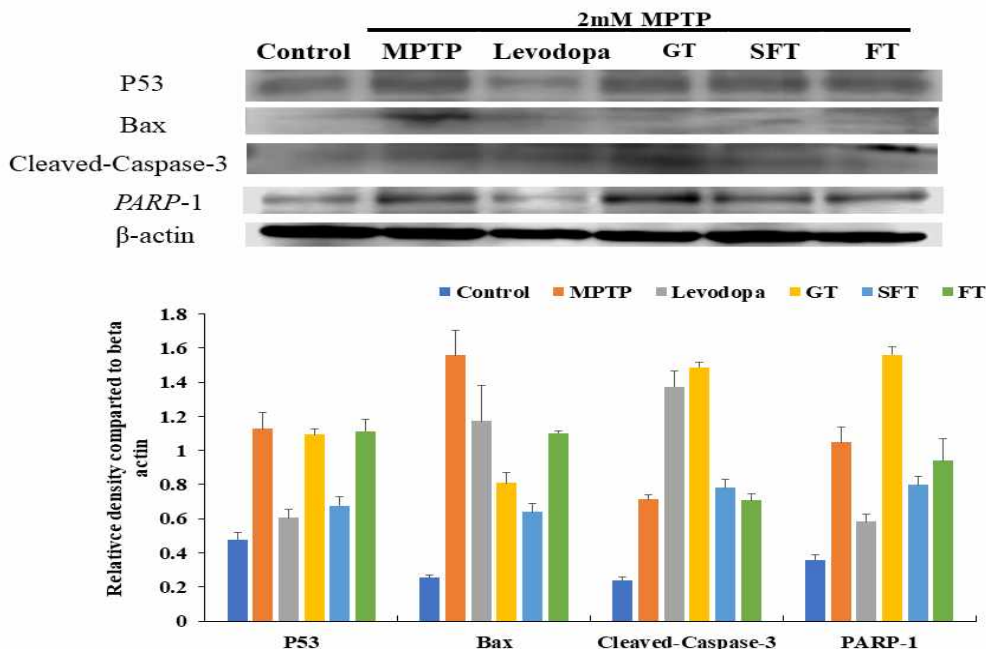 2mM MPTP
Control MPTP Levodopa GT SFT FT
P53
Bax
Cleaved-Caspase-3
PARP-1
β-actin
Control MPTP Levodopa GT SFT FT
Relativce density comparted to beta
actin
1.8
1.6
1.4
1.2
1
0.8
0.6
0.4
0.2
0
P53 Bax Cleaved-Caspase-3 PARP-1